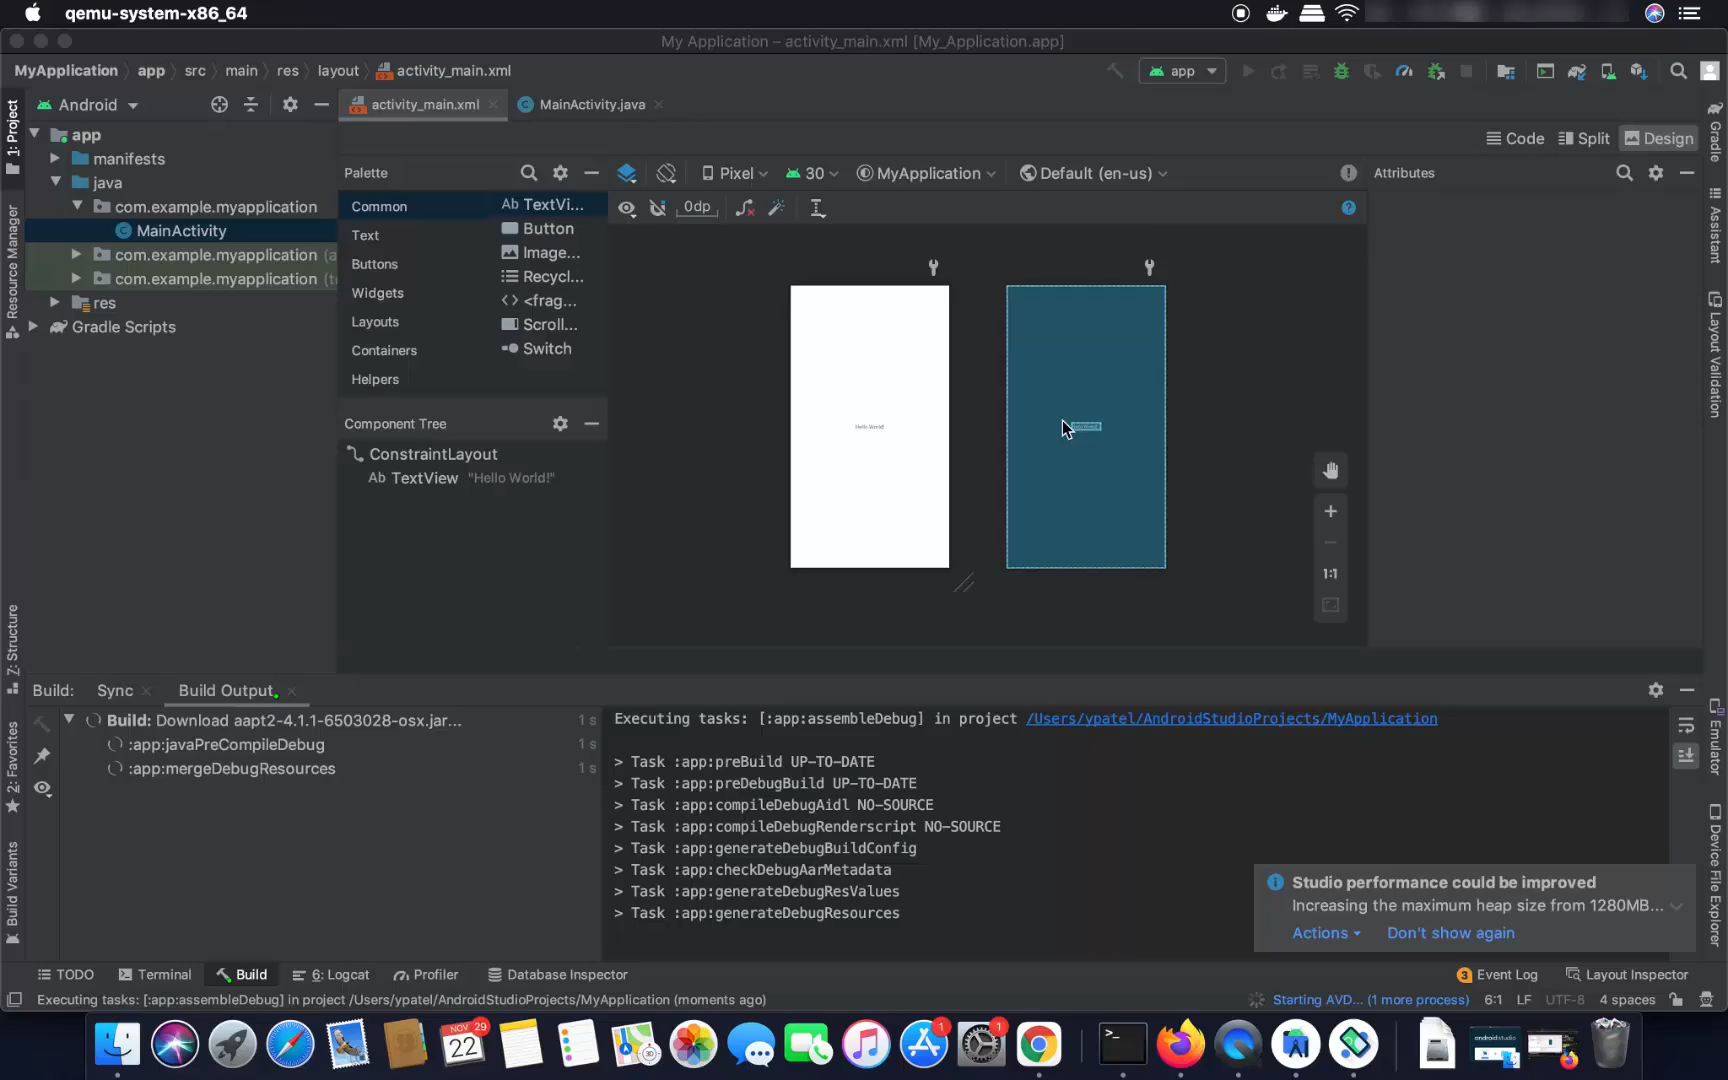 qemu-system-x86_64
My Application – activity_main.xml [My_Application.app]
MyApplication app src main res layout activity_main.xml
app
Android
activity_main.xml
MainActivity.java
1: Project
Resource Manager
Z: Structure
2: Favorites
Build Variants
app
manifests
java
com.example.myapplication
MainActivity
com.example.myapplication (a
com.example.myapplication (t
res
Gradle Scripts
Code Split Design
Palette
Common
Text
Buttons
Widgets
Layouts
Containers
Helpers
Ab TextVi...
Button
Image...
Recycl...
<frag...
Scroll...
Switch
Component Tree
ConstraintLayout
Ab TextView "Hello World!"
Pixel 30 MyApplication Default (en-us)
0dp
Hello World!
1:1
Attributes
Gradle
Assistant
Layout Validation
Emulator
Device File Explorer
Build: Sync Build Output
Build: Download aapt2-4.1.1-6503028-osx.jar... 1 s
:app:javaPreCompileDebug 1 s
:app:mergeDebugResources 1 s
Executing tasks: [:app:assembleDebug] in project /Users/ypatel/AndroidStudioProjects/MyApplication
> Task :app:preBuild UP-TO-DATE
> Task :app:preDebugBuild UP-TO-DATE
> Task :app:compileDebugAidl NO-SOURCE
> Task :app:compileDebugRenderscript NO-SOURCE
> Task :app:generateDebugBuildConfig
> Task :app:checkDebugAarMetadata
> Task :app:generateDebugResValues
> Task :app:generateDebugResources
Studio performance could be improved
Increasing the maximum heap size from 1280MB...
Actions Don't show again
TODO Terminal Build 6: Logcat Profiler Database Inspector
3 Event Log Layout Inspector
Executing tasks: [:app:assembleDebug] in project /Users/ypatel/AndroidStudioProjects/MyApplication (moments ago)
Starting AVD... (1 more process) 6:1 LF UTF-8 4 spaces
NOV 29
22
1
1